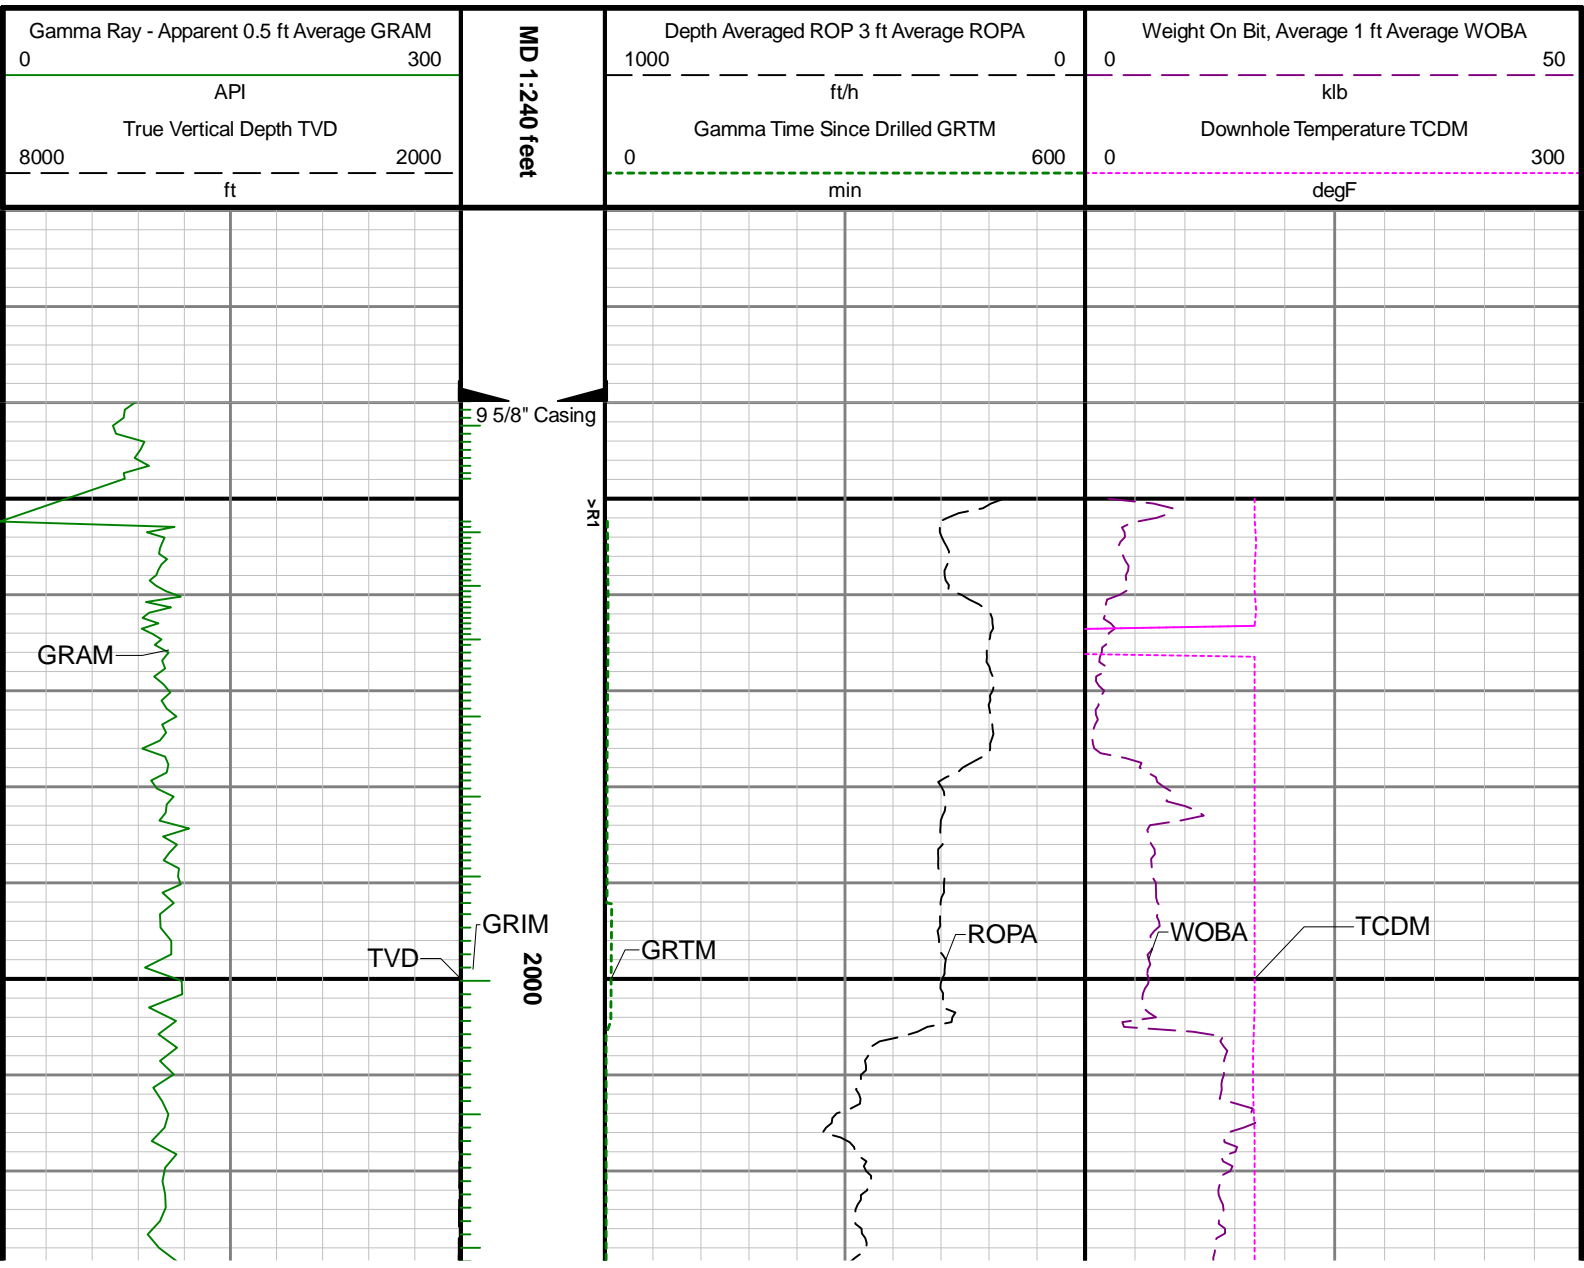 Gamma Ray - Apparent 0.5 ft Average GRAM
0 300
API
True Vertical Depth TVD
8000 2000
ft
MD 1:240 feet
Depth Averaged ROP 3 ft Average ROPA
1000 0
ft/h
Gamma Time Since Drilled GRTM
0 600
min
Weight On Bit, Average 1 ft Average WOBA
0 50
klb
Downhole Temperature TCDM
0 300
degF
9 5/8" Casing
>R1
GRAM
GRIM
TVD
2000
GRTM
ROPA
WOBA
TCDM